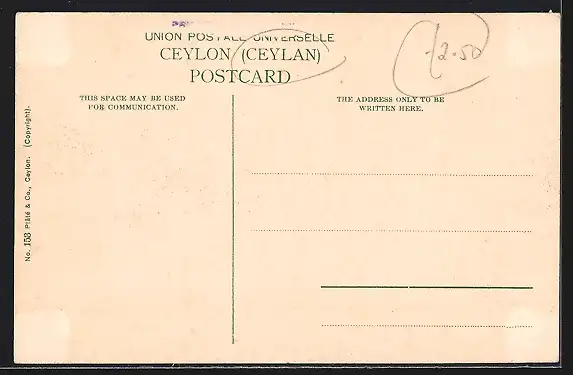 UNION POSTALE UNIVERSELLE
CEYLON (CEYLAN)
POSTCARD
2.50
THIS SPACE MAY BE USED
FOR COMMUNICATION.
THE ADDRESS ONLY TO BE
WRITTEN HERE.
No. 153 Plâté & Co., Ceylon. (Copyright).